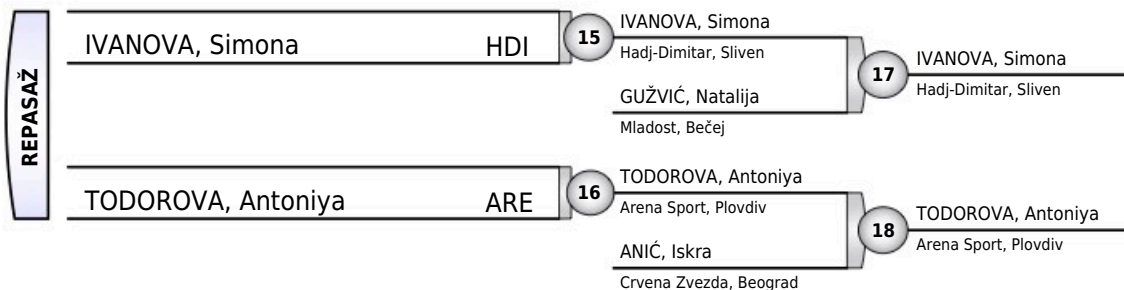 REPASAŽ
IVANOVA, Simona HDI
15
IVANOVA, Simona
Hadj-Dimitar, Sliven
GUŽVIĆ, Natalija
Mladost, Bečej
17
IVANOVA, Simona
Hadj-Dimitar, Sliven
TODOROVA, Antoniya ARE
16
TODOROVA, Antoniya
Arena Sport, Plovdiv
ANIĆ, Iskra
Crvena Zvezda, Beograd
18
TODOROVA, Antoniya
Arena Sport, Plovdiv